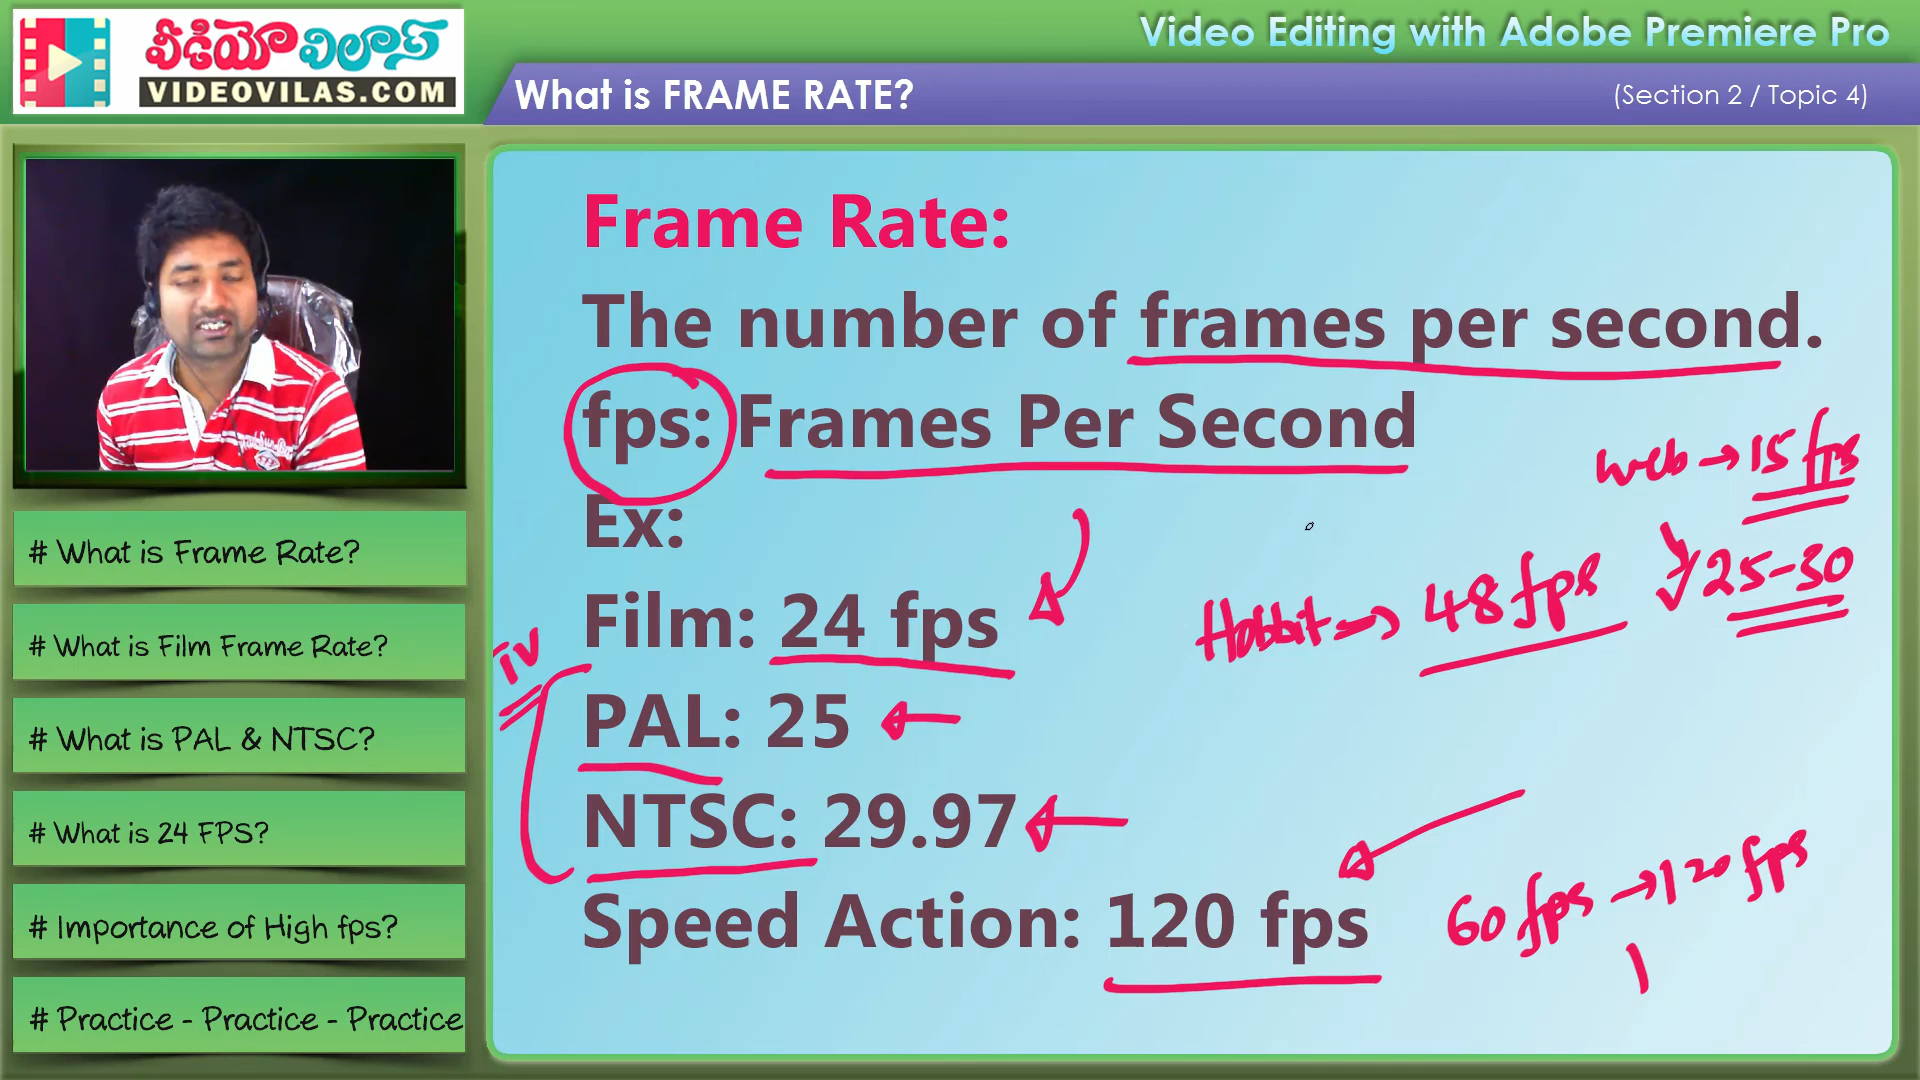 వీడియోవిలాస్
VIDEOVILAS.COM
Video Editing with Adobe Premiere Pro
What is FRAME RATE?
(Section 2 / Topic 4)
# What is Frame Rate?
# What is Film Frame Rate?
# What is PAL & NTSC?
# What is 24 FPS?
# Importance of High fps?
# Practice - Practice - Practice
Frame Rate:
The number of frames per second.
fps: Frames Per Second
Ex:
Film: 24 fps
PAL: 25
NTSC: 29.97
Speed Action: 120 fps
TV
web → 15 fps
25-30
Hobbit → 48 fps
60 fps → 120 fps